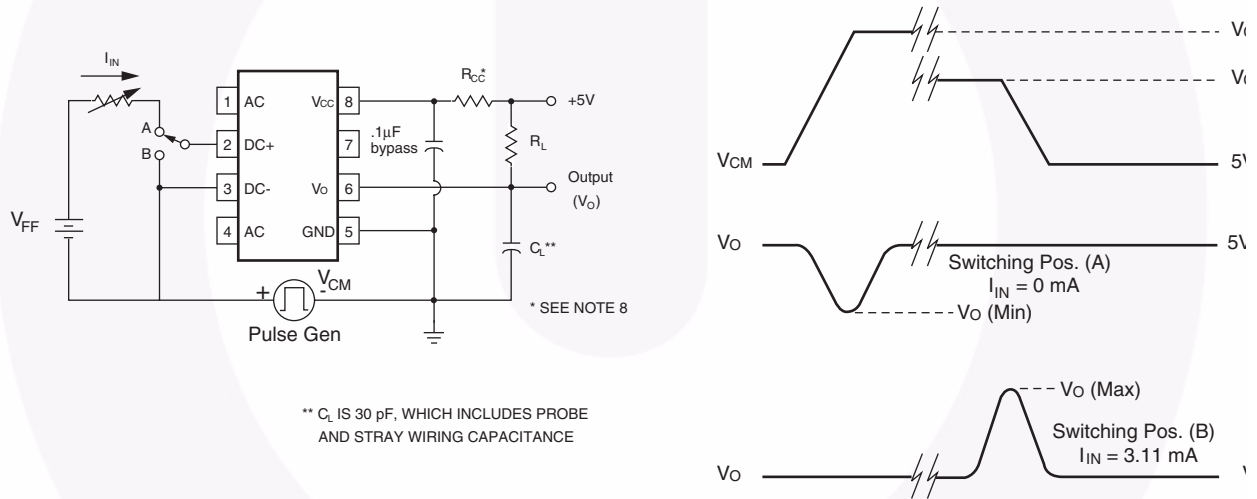 I_IN
R_CC*
+5V
1 AC
V_CC 8
A
2 DC+
7
.1μF
bypass
R_L
B
3 DC-
V_O 6
Output
(V_O)
V_FF
4 AC
GND 5
C_L**
+
V_CM
-
Pulse Gen
* SEE NOTE 8
** C_L IS 30 pF, WHICH INCLUDES PROBE
AND STRAY WIRING CAPACITANCE
V_CM
5V
V_O
5V
Switching Pos. (A)
I_IN = 0 mA
V_O (Min)
V_O (Max)
Switching Pos. (B)
I_IN = 3.11 mA
V_O